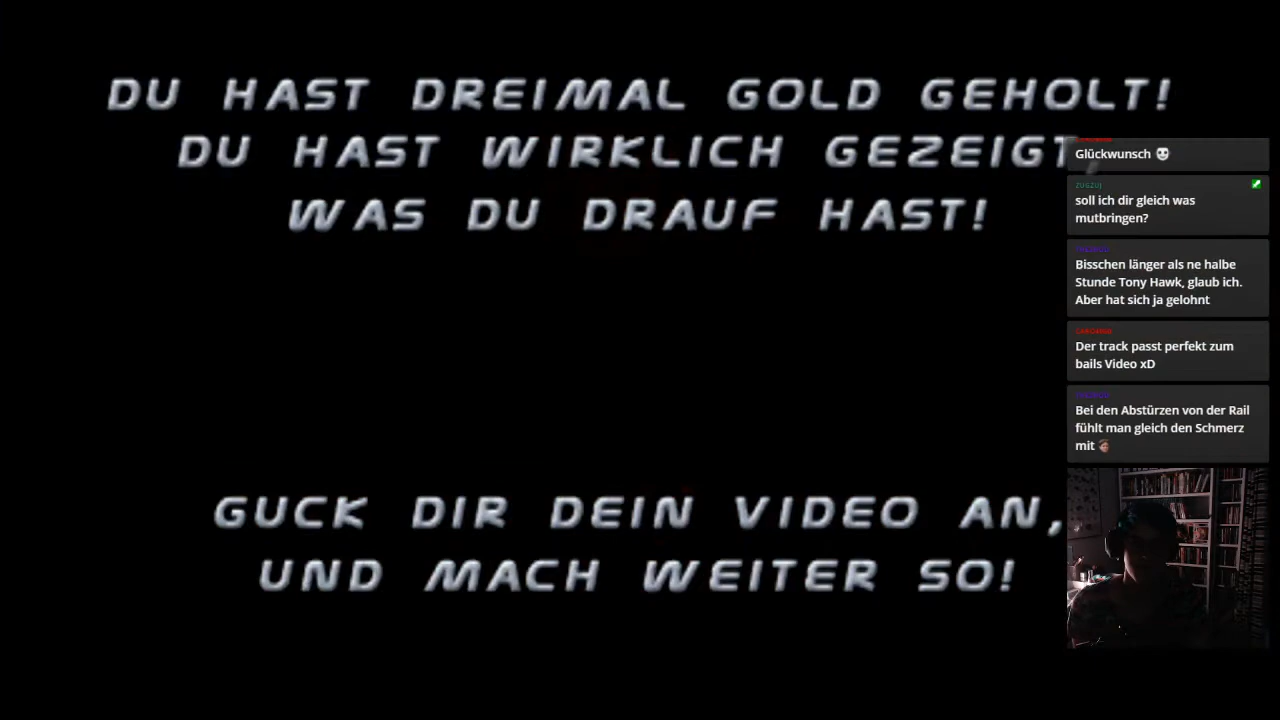 DU HAST DREIMAL GOLD GEHOLT!
DU HAST WIRKLICH GEZEIGT,
WAS DU DRAUF HAST!
GUCK DIR DEIN VIDEO AN,
UND MACH WEITER SO!
Glückwunsch
ZUGZUJ
soll ich dir gleich was
mutbringen?
Bisschen länger als ne halbe
Stunde Tony Hawk, glaub ich.
Aber hat sich ja gelohnt
Der track passt perfekt zum
bails Video xD
Bei den Abstürzen von der Rail
fühlt man gleich den Schmerz
mit